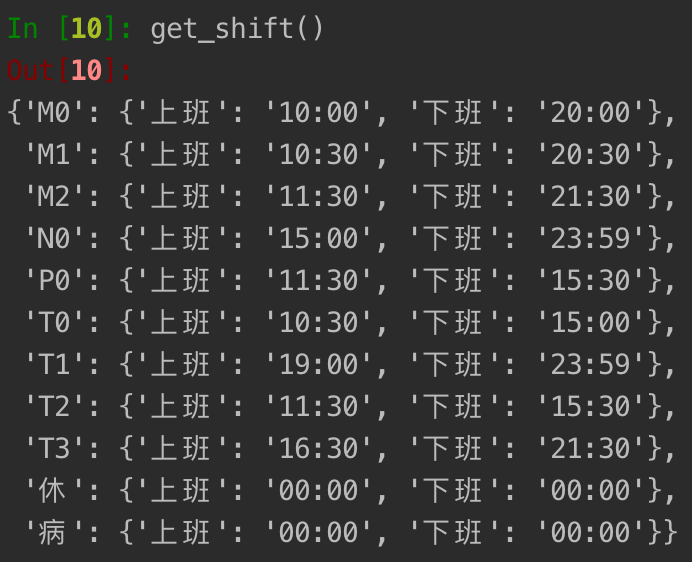 In [10]: get_shift()
Out[10]:
{'M0': {'上班': '10:00', '下班': '20:00'},
 'M1': {'上班': '10:30', '下班': '20:30'},
 'M2': {'上班': '11:30', '下班': '21:30'},
 'N0': {'上班': '15:00', '下班': '23:59'},
 'P0': {'上班': '11:30', '下班': '15:30'},
 'T0': {'上班': '10:30', '下班': '15:00'},
 'T1': {'上班': '19:00', '下班': '23:59'},
 'T2': {'上班': '11:30', '下班': '15:30'},
 'T3': {'上班': '16:30', '下班': '21:30'},
 '休': {'上班': '00:00', '下班': '00:00'},
 '病': {'上班': '00:00', '下班': '00:00'}}